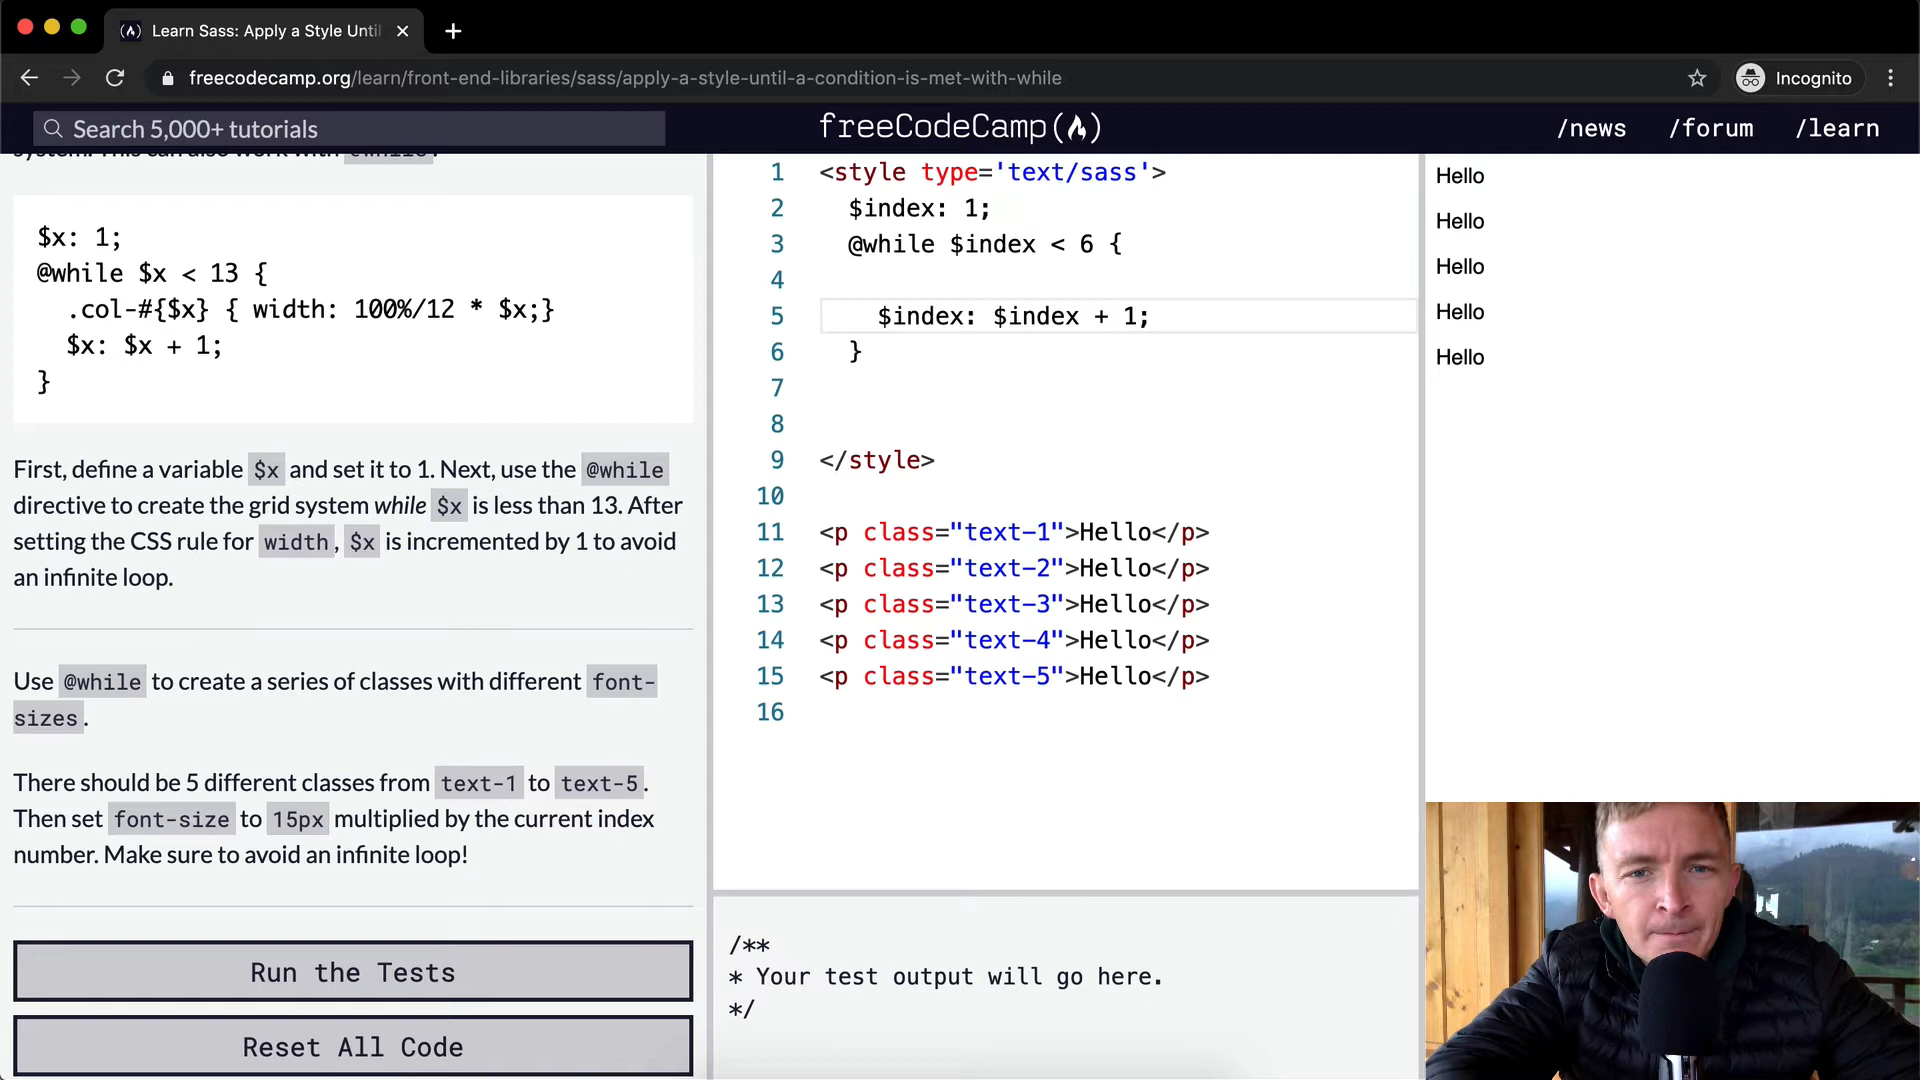 Learn Sass: Apply a Style Until
freecodecamp.org/learn/front-end-libraries/sass/apply-a-style-until-a-condition-is-met-with-while
Incognito
Search 5,000+ tutorials
freeCodeCamp
/news
/forum
/learn
system. This can also work with @while.
$x: 1;
@while $x < 13 {
.col-#{$x} { width: 100%/12 * $x;}
$x: $x + 1;
}
First, define a variable $x and set it to 1. Next, use the @while
directive to create the grid system while $x is less than 13. After
setting the CSS rule for width, $x is incremented by 1 to avoid
an infinite loop.
Use @while to create a series of classes with different font-
sizes.
There should be 5 different classes from text-1 to text-5.
Then set font-size to 15px multiplied by the current index
number. Make sure to avoid an infinite loop!
Run the Tests
Reset All Code
1 <style type='text/sass'>
2 $index: 1;
3 @while $index < 6 {
4
5 $index: $index + 1;
6 }
7
8
9 </style>
10
11 <p class="text-1">Hello</p>
12 <p class="text-2">Hello</p>
13 <p class="text-3">Hello</p>
14 <p class="text-4">Hello</p>
15 <p class="text-5">Hello</p>
16
/**
* Your test output will go here.
*/
Hello
Hello
Hello
Hello
Hello